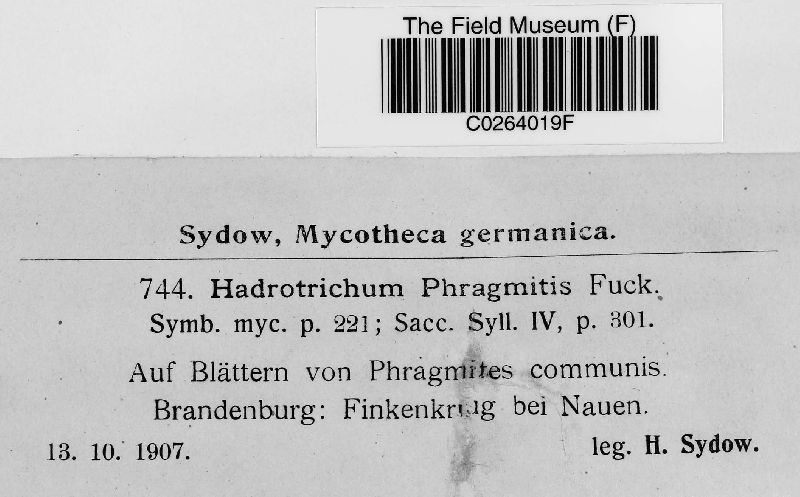 The Field Museum (F)
C0264019F
Sydow, Mycotheca germanica.
744. Hadrotrichum Phragmitis Fuck.
Symb. myc. p. 221; Sacc. Syll. IV, p. 301.
Auf Blättern von Phragmites communis.
Brandenburg: Finkenkrug bei Nauen.
13. 10. 1907. leg. H. Sydow.